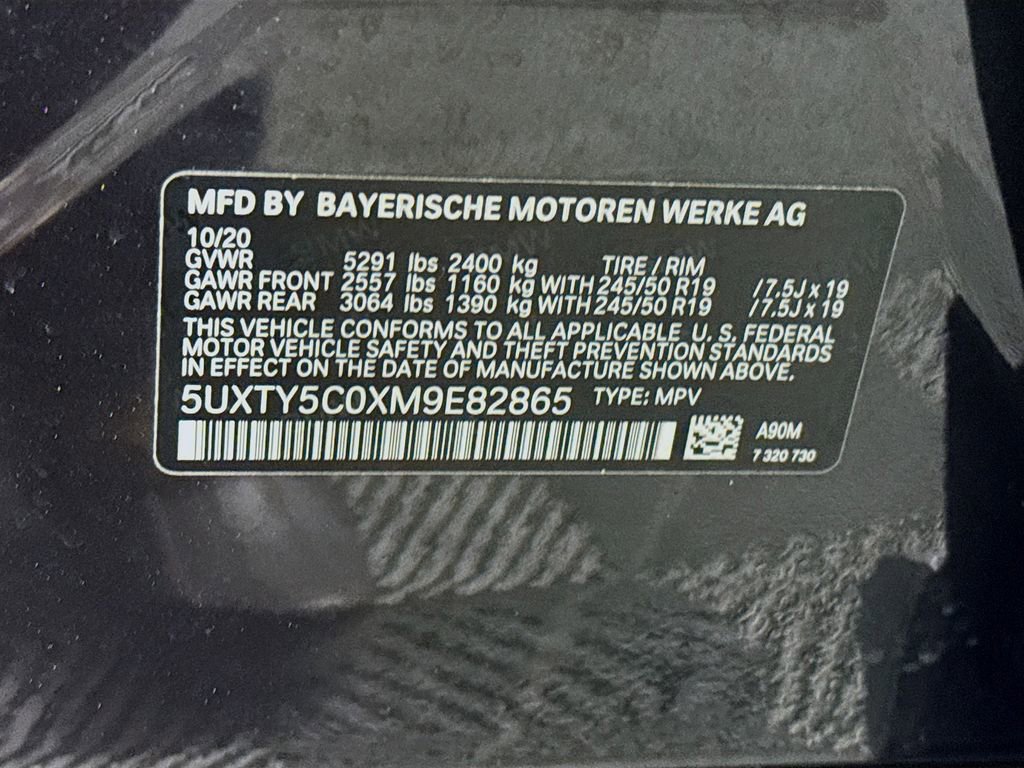 MFD BY BAYERISCHE MOTOREN WERKE AG
10/20
GVWR 5291 lbs 2400 kg TIRE / RIM
GAWR FRONT 2557 lbs 1160 kg WITH 245/50 R19 /7.5J x 19
GAWR REAR 3064 lbs 1390 kg WITH 245/50 R19 /7.5J x 19
THIS VEHICLE CONFORMS TO ALL APPLICABLE U. S. FEDERAL
MOTOR VEHICLE SAFETY AND THEFT PREVENTION STANDARDS
IN EFFECT ON THE DATE OF MANUFACTURE SHOWN ABOVE.
5UXTY5C0XM9E82865 TYPE: MPV
A90M
7 320 730